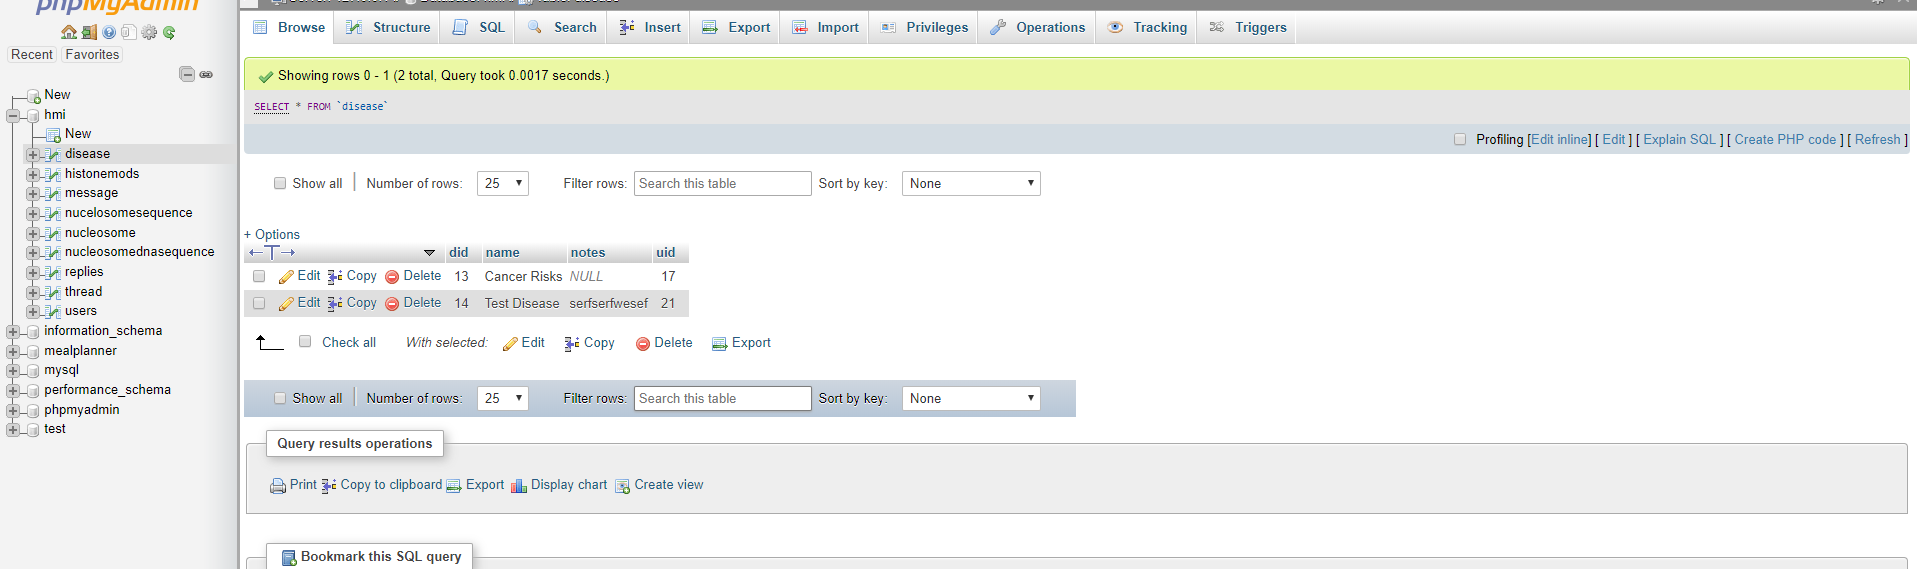 phpMyAdmin
Recent Favorites
New
hmi
New
disease
histonemods
message
nucelosomesequence
nucleosome
nucleosomednasequence
replies
thread
users
information_schema
mealplanner
mysql
performance_schema
phpmyadmin
test
Browse Structure SQL Search Insert Export Import Privileges Operations Tracking Triggers
Showing rows 0 - 1 (2 total, Query took 0.0017 seconds.)
SELECT * FROM `disease`
Profiling [Edit inline] [ Edit ] [ Explain SQL ] [ Create PHP code ] [ Refresh ]
Show all Number of rows: 25 Filter rows: Search this table Sort by key: None
+ Options
did name notes uid
Edit Copy Delete 13 Cancer Risks NULL 17
Edit Copy Delete 14 Test Disease serfserfwesef 21
Check all With selected: Edit Copy Delete Export
Show all Number of rows: 25 Filter rows: Search this table Sort by key: None
Query results operations
Print Copy to clipboard Export Display chart Create view
Bookmark this SQL query